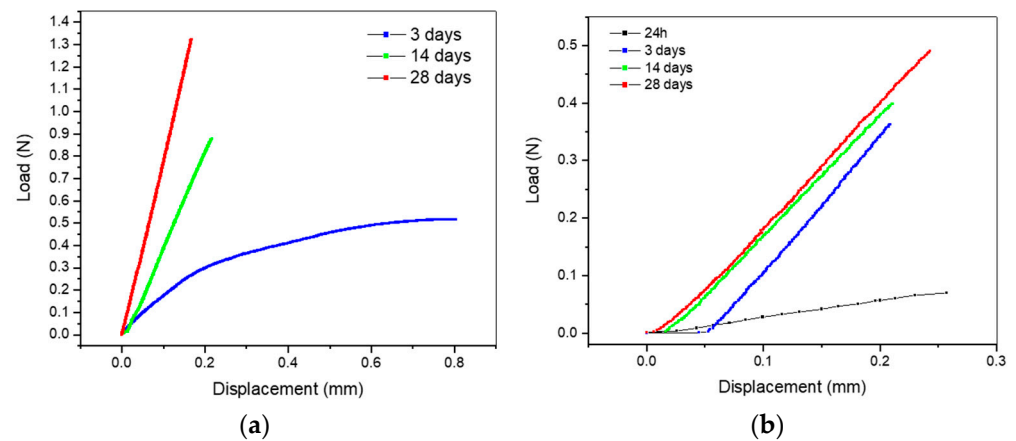 1.4
1.3
1.2
1.1
1.0
0.9
0.8
0.7
0.6
0.5
0.4
0.3
0.2
0.1
0.0
Load (N)
3 days
14 days
28 days
0.0 0.2 0.4 0.6 0.8
Displacement (mm)
(a)
0.5
0.4
0.3
0.2
0.1
0.0
Load (N)
24h
3 days
14 days
28 days
0.0 0.1 0.2 0.3
Displacement (mm)
(b)